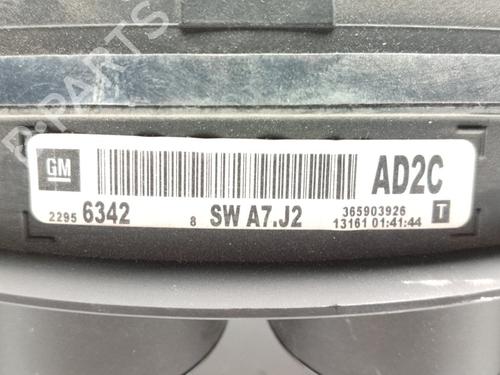 B-PARTS
GM
AD2C
2295 6342
8 SW A7.J2
365903926
13161 01:41:44
T